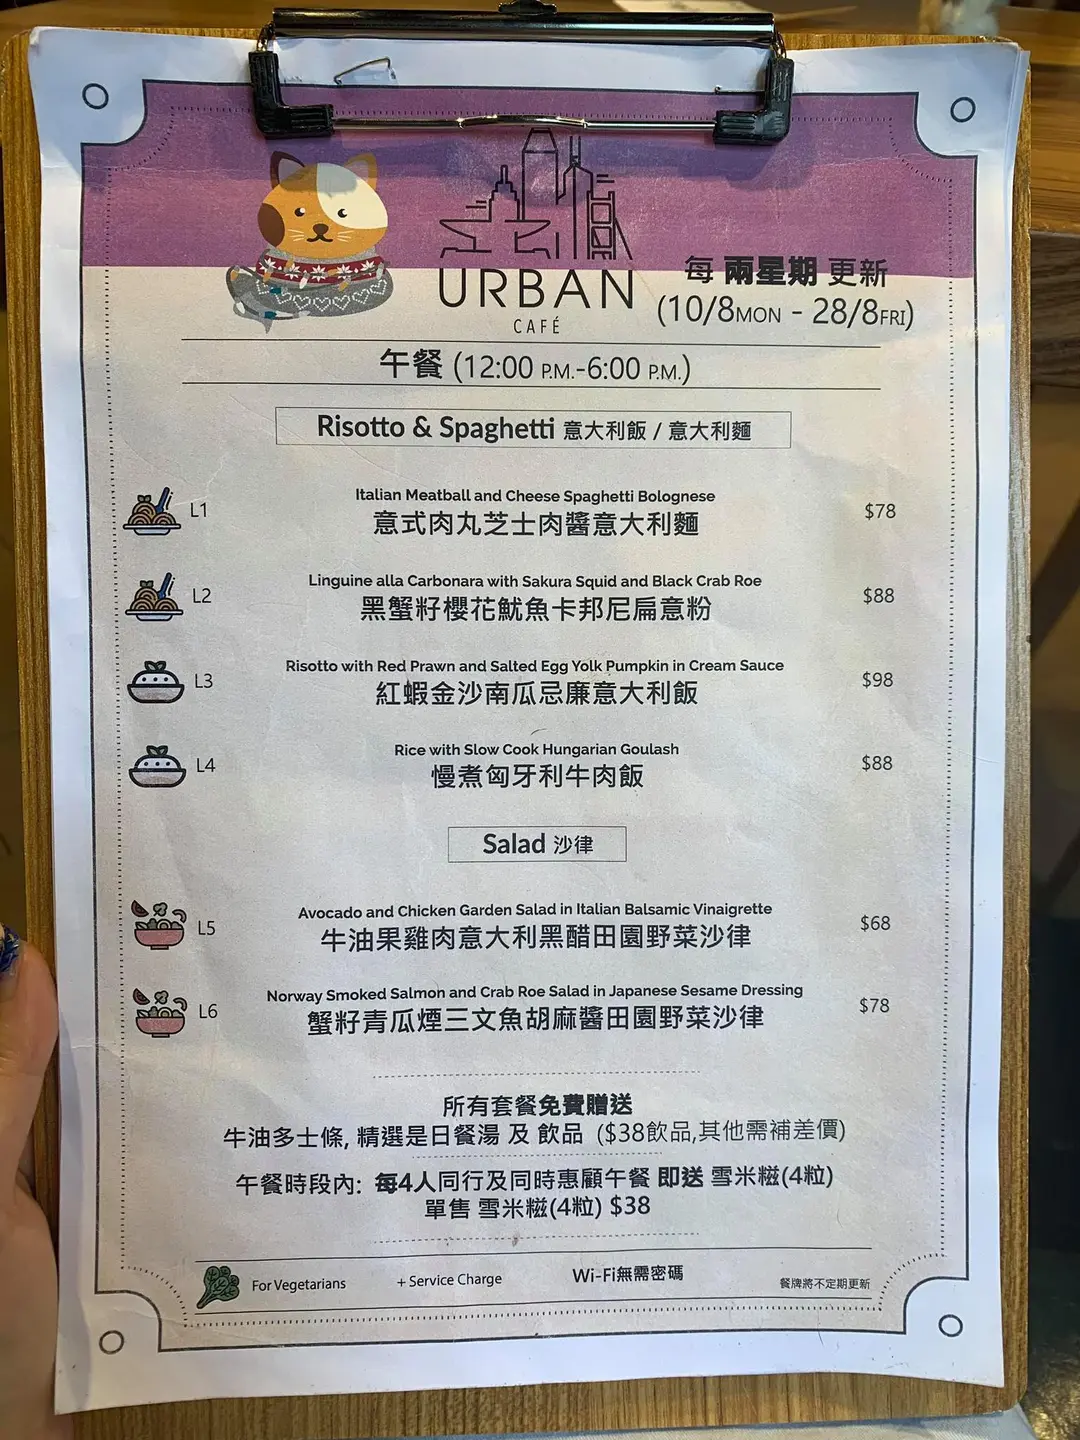 URBAN
CAFÉ
每 兩星期 更新
(10/8MON - 28/8FRI)
午餐 (12:00 P.M.-6:00 P.M.)
Risotto & Spaghetti 意大利飯 / 意大利麵
Italian Meatball and Cheese Spaghetti Bolognese
L1 意式肉丸芝士肉醬意大利麵 $78
Linguine alla Carbonara with Sakura Squid and Black Crab Roe
L2 黑蟹籽櫻花魷魚卡邦尼扁意粉 $88
Risotto with Red Prawn and Salted Egg Yolk Pumpkin in Cream Sauce
L3 紅蝦金沙南瓜忌廉意大利飯 $98
Rice with Slow Cook Hungarian Goulash
L4 慢煮匈牙利牛肉飯 $88
Salad 沙律
Avocado and Chicken Garden Salad in Italian Balsamic Vinaigrette
L5 牛油果雞肉意大利黑醋田園野菜沙律 $68
Norway Smoked Salmon and Crab Roe Salad in Japanese Sesame Dressing
L6 蟹籽青瓜煙三文魚胡麻醬田園野菜沙律 $78
所有套餐免費贈送
牛油多士條, 精選是日餐湯 及 飲品 ($38飲品,其他需補差價)
午餐時段內: 每4人同行及同時惠顧午餐 即送 雪米糍(4粒)
單售 雪米糍(4粒) $38
For Vegetarians + Service Charge Wi-Fi無需密碼 餐牌將不定期更新